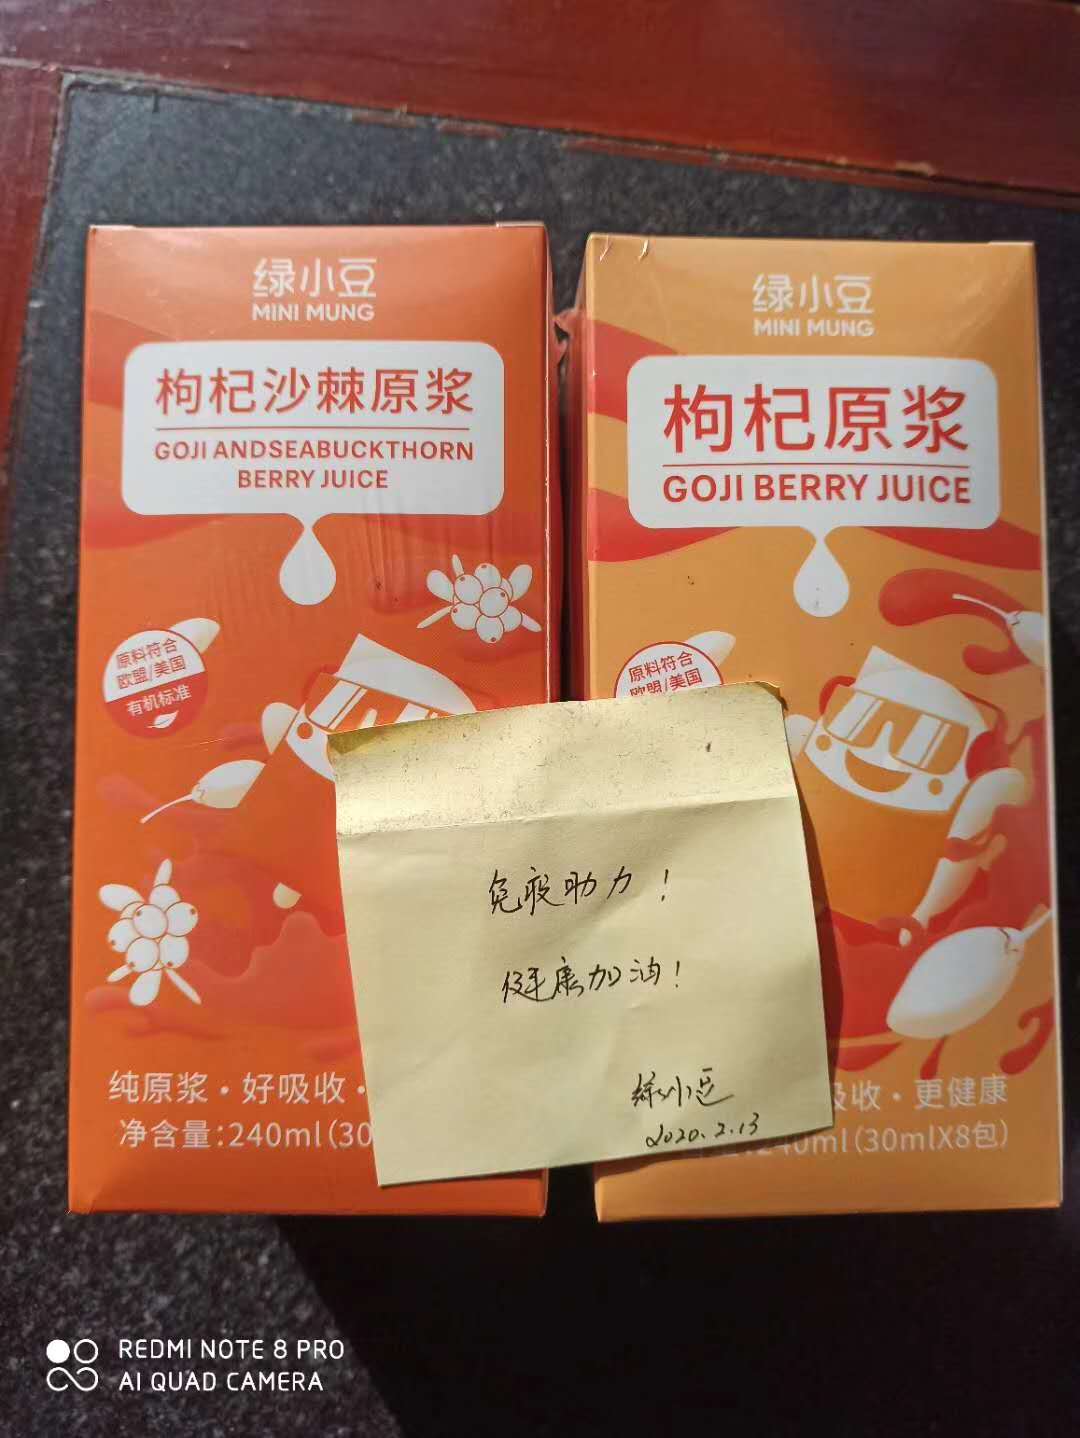 绿小豆
MINI MUNG
枸杞沙棘原浆
GOJI ANDSEABUCKTHORN
BERRY JUICE
原料符合
欧盟/美国
有机标准
纯原浆·好吸收·
净含量:240ml(30
绿小豆
MINI MUNG
枸杞原浆
GOJI BERRY JUICE
原料符合
欧盟/美国
吸收·更健康
240ml(30mlX8包)
免疫助力!
健康加油!
绿小豆
2020.2.13
REDMI NOTE 8 PRO
AI QUAD CAMERA